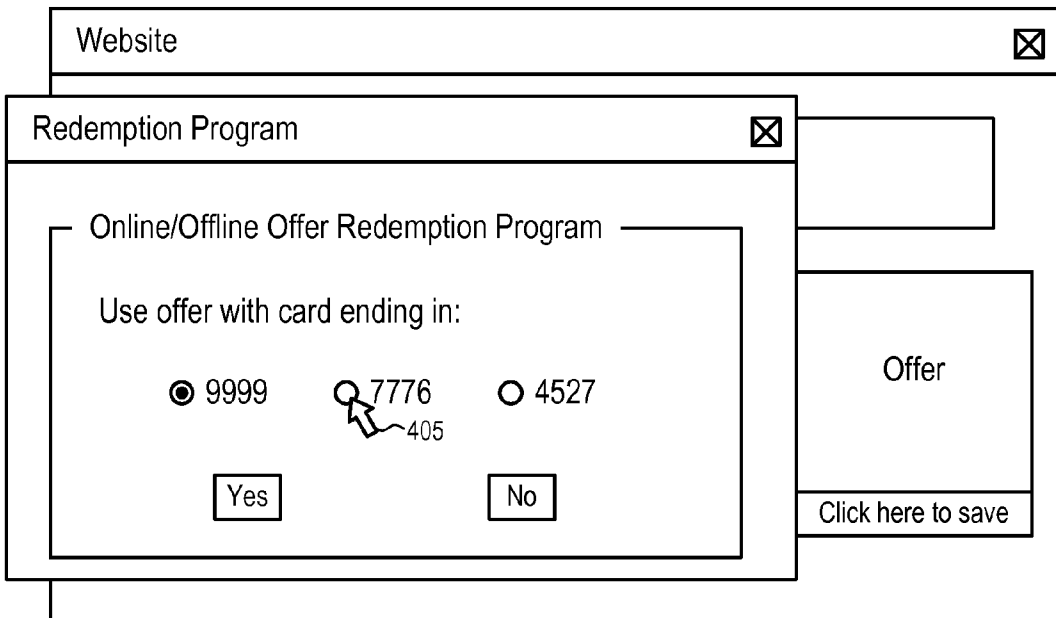 Website
Redemption Program
Online/Offline Offer Redemption Program
Use offer with card ending in:
9999 7776 4527
405
Yes No
Offer
Click here to save